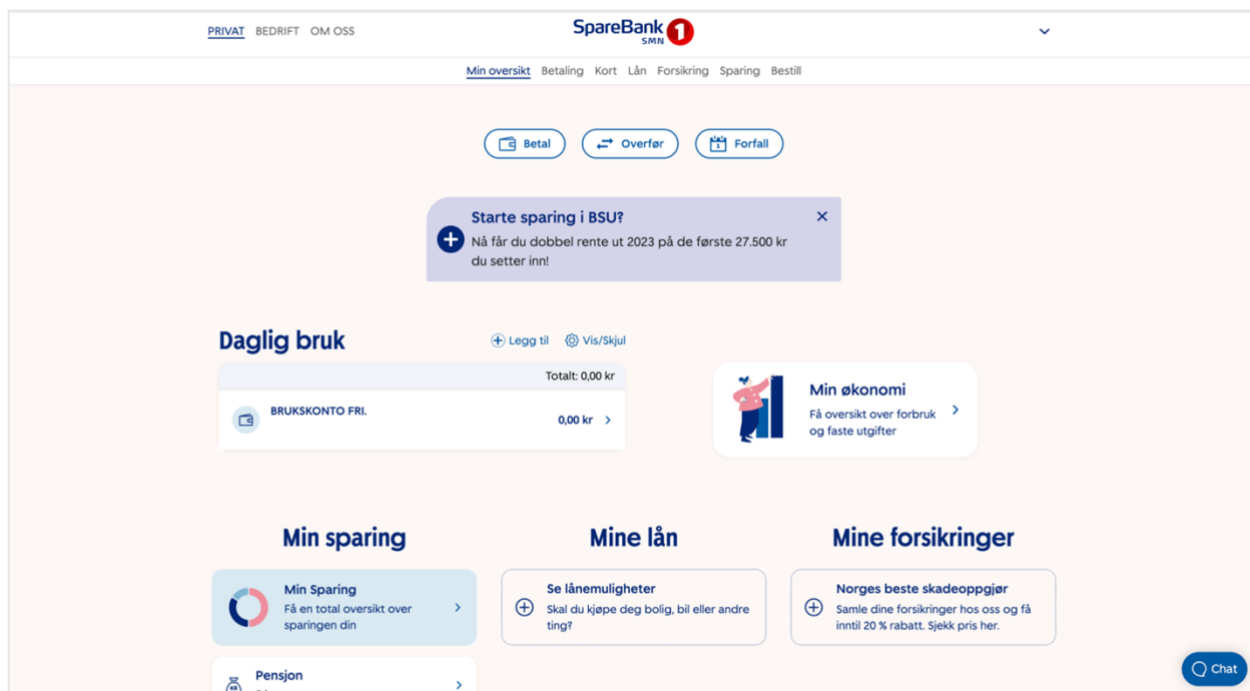 PRIVAT BEDRIFT OM OSS
SpareBank 1
SMN
Min oversikt Betaling Kort Lån Forsikring Sparing Bestill
Betal Overfør Forfall
Starte sparing i BSU?
Nå får du dobbel rente ut 2023 på de første 27.500 kr
du setter inn!
Daglig bruk
Legg til Vis/Skjul
Totalt: 0,00 kr
BRUKSKONTO FRI.
0,00 kr
Min økonomi
Få oversikt over forbruk
og faste utgifter
Min sparing
Min Sparing
Få en total oversikt over
sparingen din
Pensjon
Mine lån
Se lånemuligheter
Skal du kjøpe deg bolig, bil eller andre
ting?
Mine forsikringer
Norges beste skadeoppgjør
Samle dine forsikringer hos oss og få
inntil 20 % rabatt. Sjekk pris her.
Chat